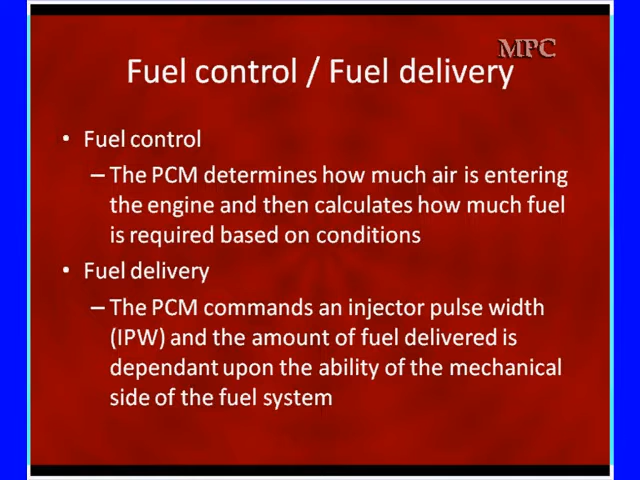 MPC
Fuel control / Fuel delivery
• Fuel control
– The PCM determines how much air is entering
the engine and then calculates how much fuel
is required based on conditions
• Fuel delivery
– The PCM commands an injector pulse width
(IPW) and the amount of fuel delivered is
dependant upon the ability of the mechanical
side of the fuel system